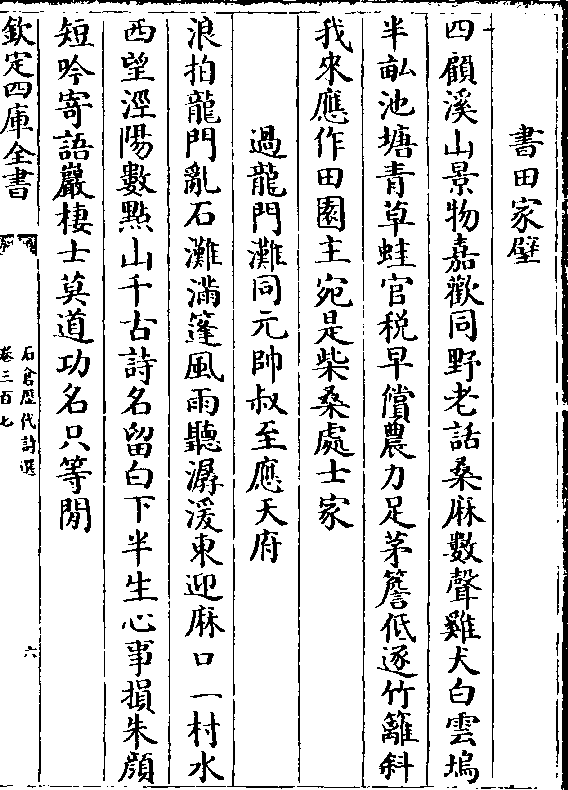 書田家壁
四顧溪山景物嘉歡同野老話桑麻數聲雞犬白雲塢
半畝池塘青草蛙官税早償農力足茅簷低逐竹籬斜
我來應作田園主宛是柴桑處士家
過龍門灘同元帥叔至應天府
浪拍龍門亂石灘滿篷風雨聽潺湲東迎麻口一村水
西望涇陽數點山千古詩名留白下半生心事損朱顔
短吟寄語巖棲士莫道功名只等閒
欽定四庫全書
石倉歷代詩選
卷三百七
六